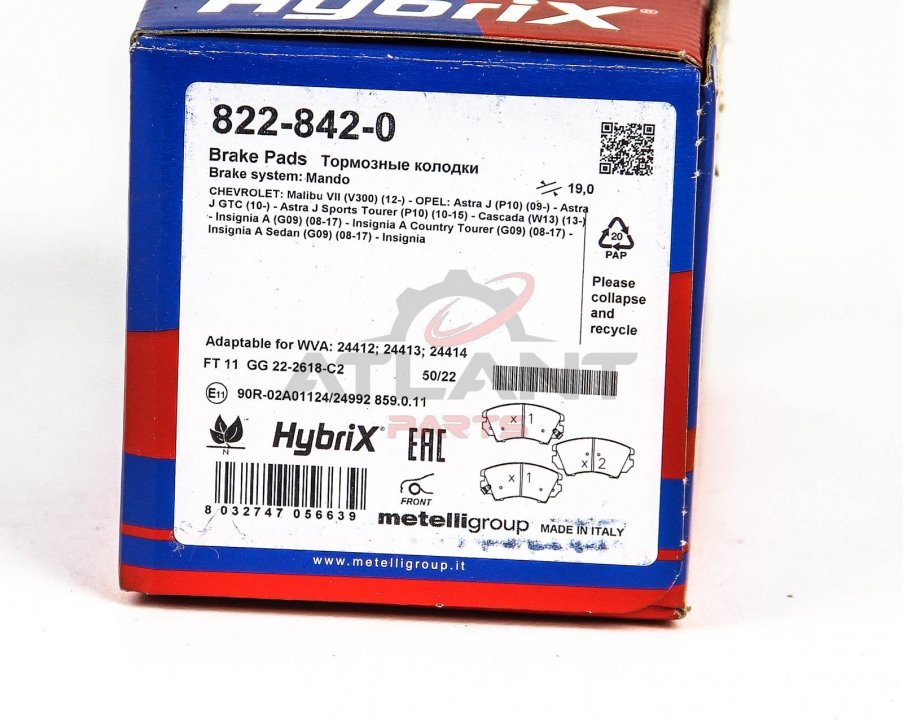 HybriX®
822-842-0
Brake Pads Тормозные колодки
Brake system: Mando
19,0
CHEVROLET: Malibu VII (V300) (12-) - OPEL: Astra J (P10) (09-) - Astra
J GTC (10-) - Astra J Sports Tourer (P10) (10-15) - Cascada (W13) (13-)
- Insignia A (G09) (08-17) - Insignia A Country Tourer (G09) (08-17) -
Insignia A Sedan (G09) (08-17) - Insignia
20
PAP
Please
collapse
and
recycle
ATLANT
PARTS
Adaptable for WVA: 24412; 24413; 24414
FT 11 GG 22-2618-C2 50/22
E11 90R-02A01124/24992 859.0.11
x 1
x 2
x 1
N
HybriX® EAC
FRONT
8 032747 056639
metelligroup MADE IN ITALY
www.metelligroup.it